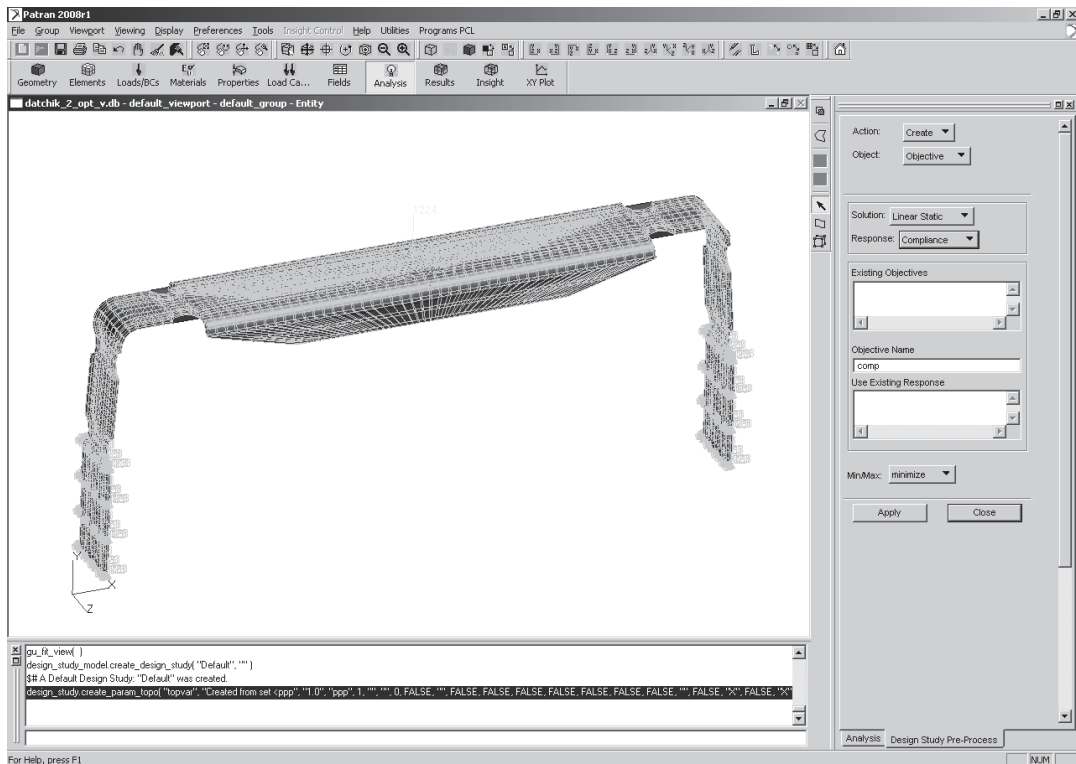 Patran 2008r1
File Group Viewport Viewing Display Preferences Tools Insight Control Help Utilities Programs PCL
Geometry Elements Loads/BCs Materials Properties Load Ca... Fields Analysis Results Insight XY Plot
datchik_2_opt_v.db - default_viewport - default_group - Entity
1224.
Y
X
Z
Action: Create
Object: Objective
Solution: Linear Static
Response: Compliance
Existing Objectives
Objective Name
comp
Use Existing Response
Min/Max: minimize
Apply Close
gu_fit_view( )
design_study_model.create_design_study( "Default", "" )
$# A Default Design Study: "Default" was created.
design_study.create_param_topo( "topvar", "Created from set <ppp", "1.0", "ppp", 1, "", "", 0, FALSE, "", FALSE, FALSE, FALSE, FALSE, FALSE, FALSE, FALSE, "", FALSE, "X", FALSE, "X"
Analysis Design Study Pre-Process
For Help, press F1
NUM